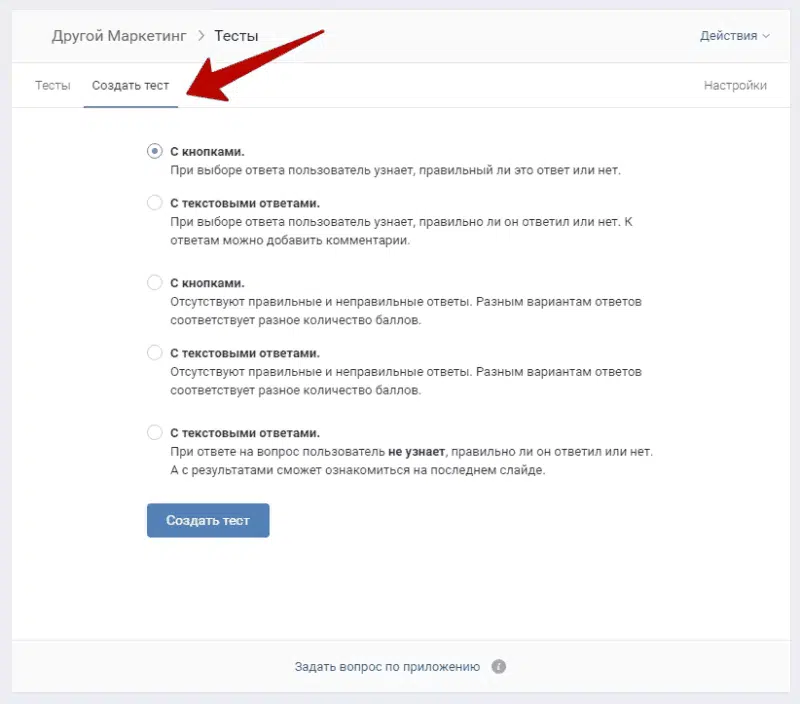 Другой Маркетинг > Тесты
Действия
Тесты
Создать тест
Настройки
С кнопками.
При выборе ответа пользователь узнает, правильный ли это ответ или нет.
С текстовыми ответами.
При выборе ответа пользователь узнает, правильно ли он ответил или нет. К
ответам можно добавить комментарии.
С кнопками.
Отсутствуют правильные и неправильные ответы. Разным вариантам ответов
соответствует разное количество баллов.
С текстовыми ответами.
Отсутствуют правильные и неправильные ответы. Разным вариантам ответов
соответствует разное количество баллов.
С текстовыми ответами.
При ответе на вопрос пользователь не узнает, правильно ли он ответил или нет.
А с результатами сможет ознакомиться на последнем слайде.
Создать тест
Задать вопрос по приложению i